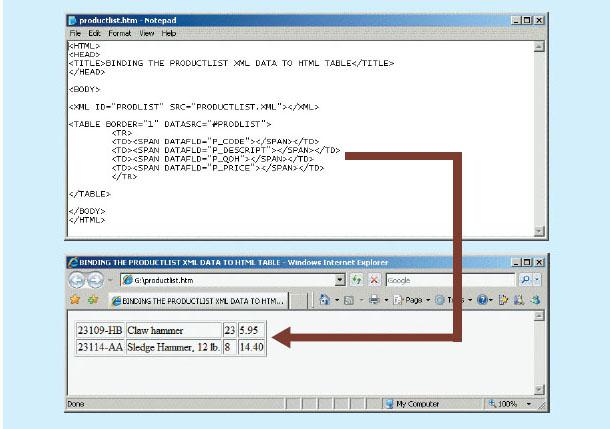 productlist.htm - Notepad
File Edit Format View Help
<HTML>
<HEAD>
<TITLE>BINDING THE PRODUCTLIST XML DATA TO HTML TABLE</TITLE>
</HEAD>
<BODY>
<XML ID="PRODLIST" SRC="PRODUCTLIST.XML"></XML>
<TABLE BORDER="1" DATASRC="#PRODLIST">
<TR>
<TD><SPAN DATAFLD="P_CODE"></SPAN></TD>
<TD><SPAN DATAFLD="P_DESCRIPT"></SPAN></TD>
<TD><SPAN DATAFLD="P_QOH"></SPAN></TD>
<TD><SPAN DATAFLD="P_PRICE"></SPAN></TD>
</TR>
</TABLE>
</BODY>
</HTML>
BINDING THE PRODUCTLIST XML DATA TO HTML TABLE - Windows Internet Explorer
G:\productlist.htm Google
BINDING THE PRODUCTLIST XML DATA TO HTM... Page
23109-HB Claw hammer 23 5.95
23114-AA Sledge Hammer, 12 lb. 8 14.40
Done My Computer 100%